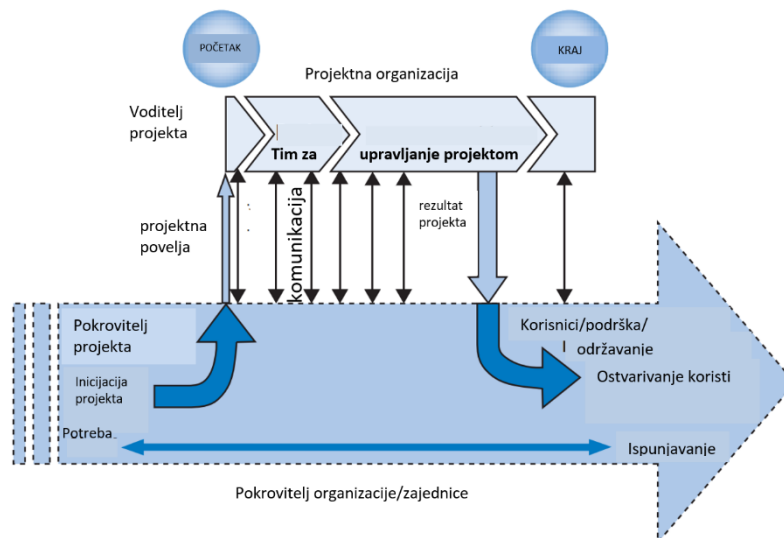 POČETAK
KRAJ
Projektna organizacija
Voditelj
projekta
Tim za
upravljanje projektom
projektna
povelja
komunikacija
rezultat
projekta
Pokrovitelj
projekta
Korisnici/podrška/
održavanje
Inicijacija
projekta
Ostvarivanje koristi
Potreba
Ispunjavanje
Pokrovitelj organizacije/zajednice